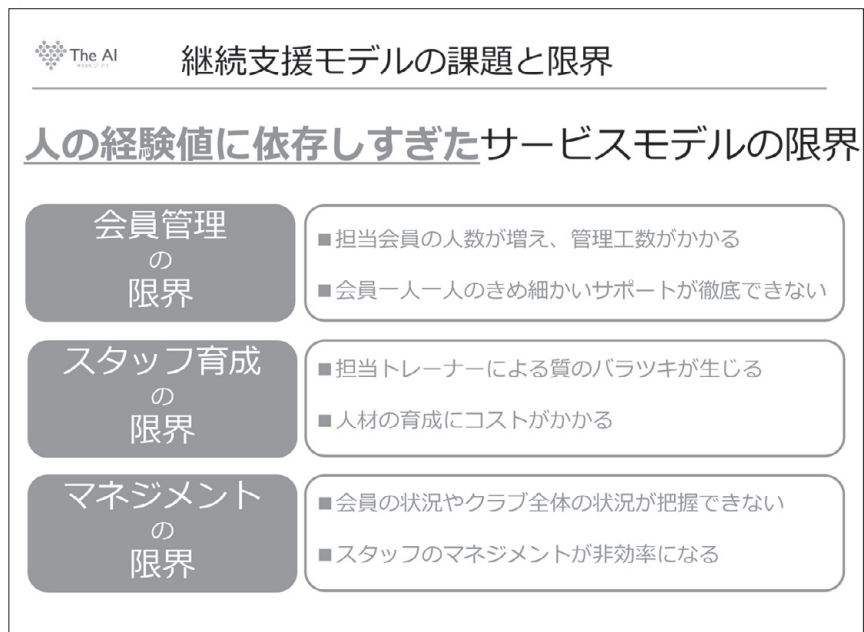 The AI
継続支援モデルの課題と限界
人の経験値に依存しすぎたサービスモデルの限界
会員管理
の
限界
■担当会員の人数が増え、管理工数がかかる
■会員一人一人のきめ細かいサポートが徹底できない
スタッフ育成
の
限界
■担当トレーナーによる質のバラツキが生じる
■人材の育成にコストがかかる
マネジメント
の
限界
■会員の状況やクラブ全体の状況が把握できない
■スタッフのマネジメントが非効率になる